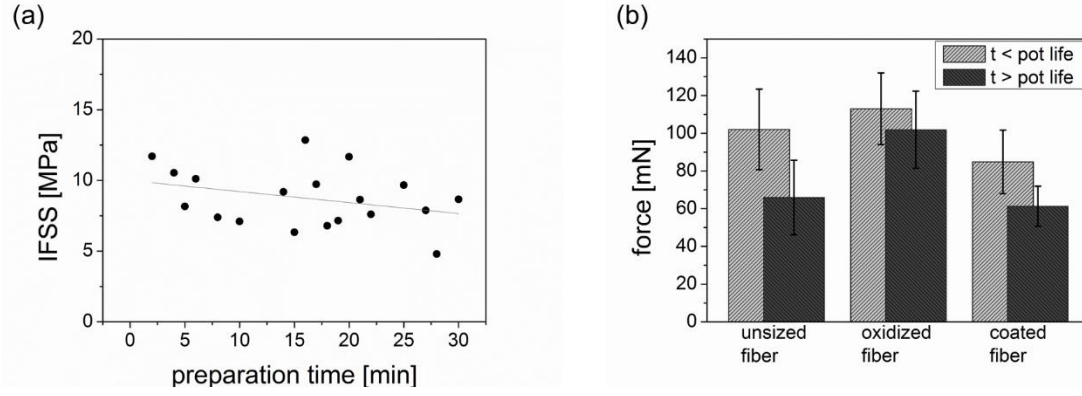 (a)
20
15
10
5
0
IFSS [MPa]
0 5 10 15 20 25 30
preparation time [min]
(b)
140
120
100
80
60
40
20
0
force [mN]
t < pot life
t > pot life
unsized
fiber
oxidized
fiber
coated
fiber